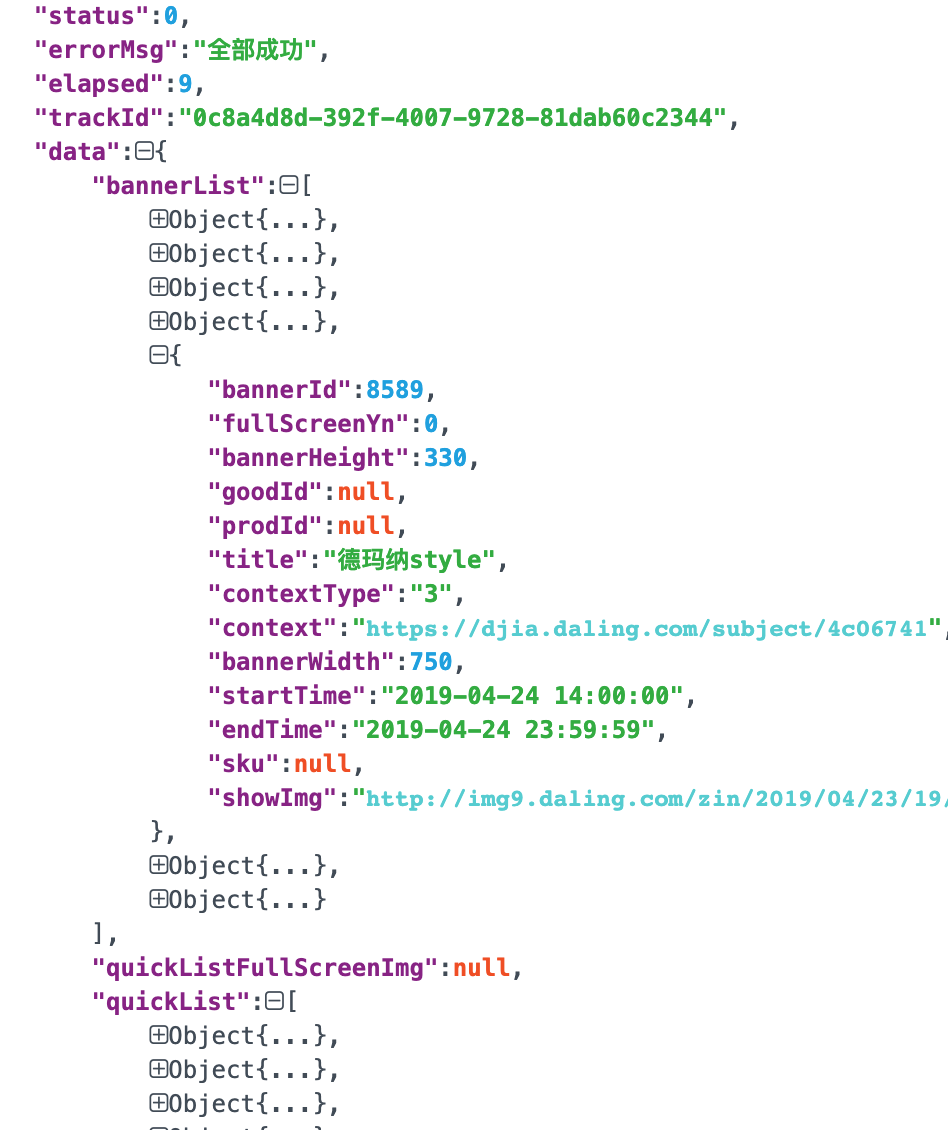 "status":0,
"errorMsg":"全部成功",
"elapsed":9,
"trackId":"0c8a4d8d-392f-4007-9728-81dab60c2344",
"data":{
"bannerList":[
Object{...},
Object{...},
Object{...},
Object{...},
{
"bannerId":8589,
"fullScreenYn":0,
"bannerHeight":330,
"goodId":null,
"prodId":null,
"title":"德玛纳style",
"contextType":"3",
"context":"https://djia.daling.com/subject/4c06741",
"bannerWidth":750,
"startTime":"2019-04-24 14:00:00",
"endTime":"2019-04-24 23:59:59",
"sku":null,
"showImg":"http://img9.daling.com/zin/2019/04/23/19/
},
Object{...},
Object{...}
],
"quickListFullScreenImg":null,
"quickList":[
Object{...},
Object{...},
Object{...},